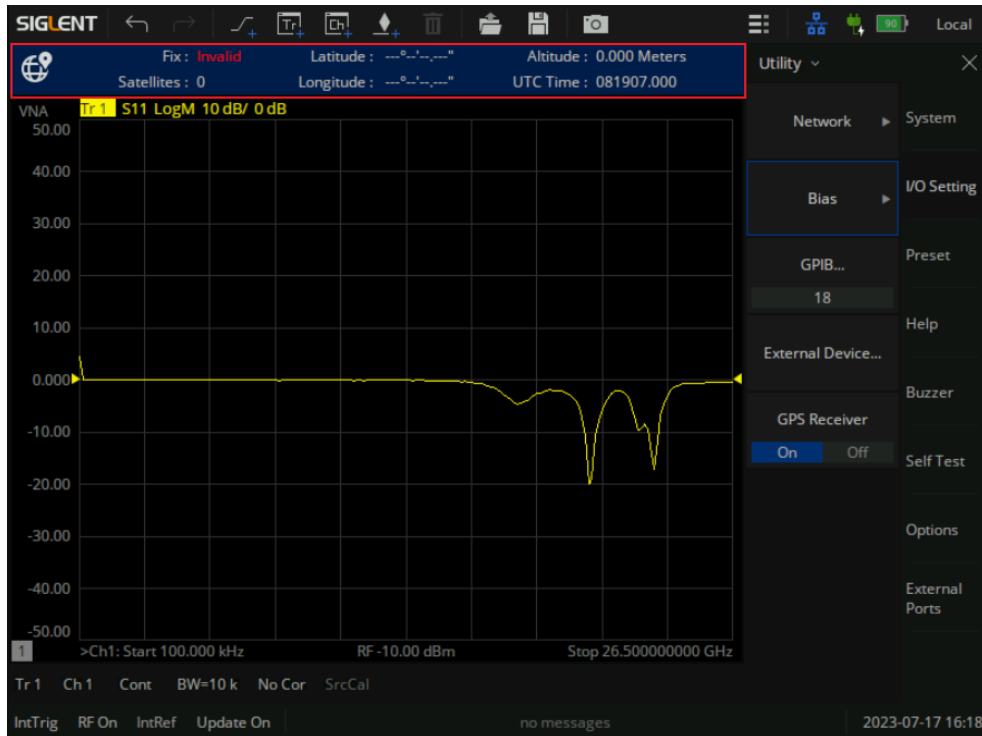 SIGLENT Tr Ch 90 Local
Fix : Invalid Latitude : ---°--'--,---" Altitude : 0.000 Meters
Satellites : 0 Longitude : ---°--'--,---" UTC Time : 081907.000
Utility
VNA Tr 1 S11 LogM 10 dB/ 0 dB
50.00
40.00
30.00
20.00
10.00
0.000
-10.00
-20.00
-30.00
-40.00
-50.00
1 >Ch1: Start 100.000 kHz RF -10.00 dBm Stop 26.500000000 GHz
Network
Bias
GPIB...
18
External Device...
GPS Receiver
On Off
System
I/O Setting
Preset
Help
Buzzer
Self Test
Options
External
Ports
Tr 1 Ch 1 Cont BW=10 k No Cor SrcCal
IntTrig RF On IntRef Update On no messages 2023-07-17 16:18